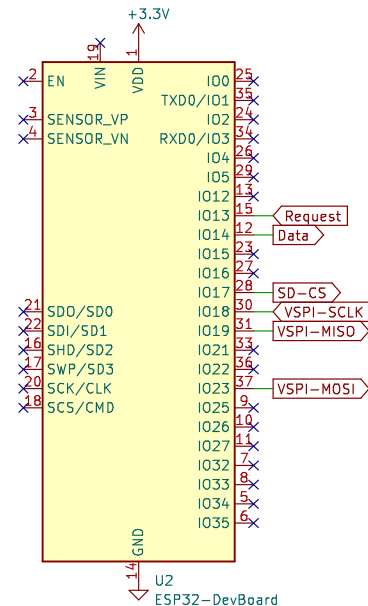 +3.3V
19 1
VIN VDD
2 EN IO0 25
TXD0/IO1 35
3 SENSOR_VP IO2 24
4 SENSOR_VN RXD0/IO3 34
IO4 26
IO5 29
IO12 13
IO13 15 Request
IO14 12 Data
IO15 23
IO16 27
IO17 28 SD-CS
21 SDO/SD0 IO18 30 VSPI-SCLK
22 SDI/SD1 IO19 31 VSPI-MISO
16 SHD/SD2 IO21 33
17 SWP/SD3 IO22 36
20 SCK/CLK IO23 37 VSPI-MOSI
18 SCS/CMD IO25 9
IO26 10
IO27 11
IO32 7
IO33 8
IO34 5
IO35 6
GND
14
U2
ESP32-DevBoard